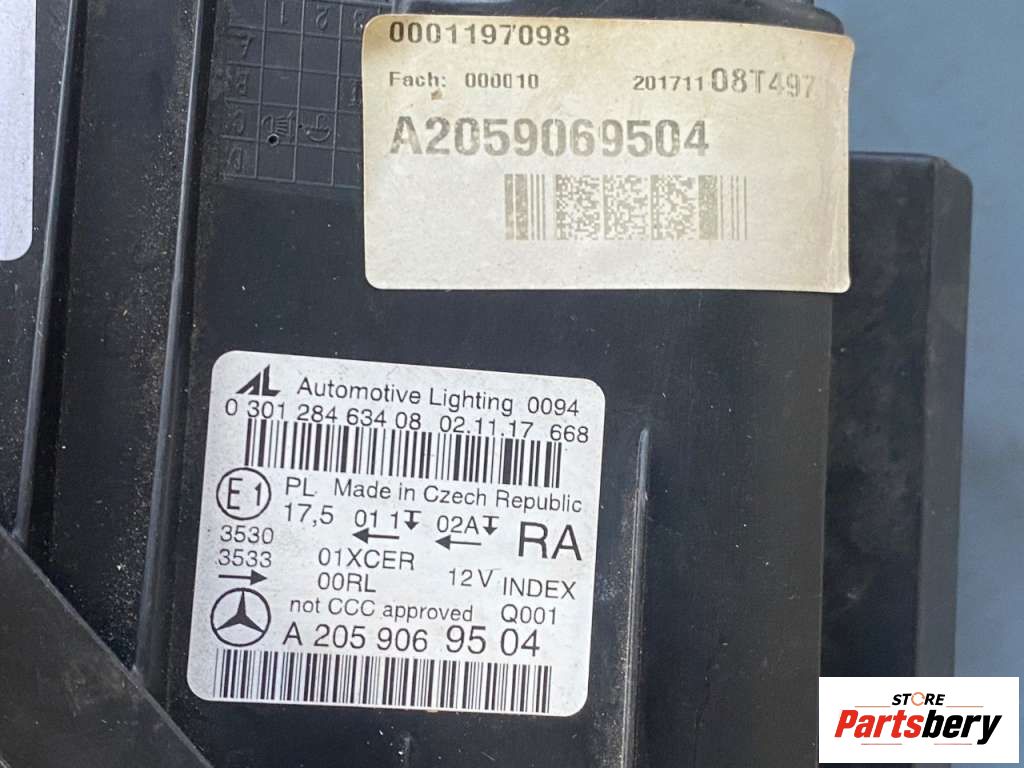 0001197098
Fach: 000010 201711 08T497
A2059069504
AL Automotive Lighting 0094
0 301 284 634 08 02.11.17 668
E1 PL Made in Czech Republic
17,5 01 1 02A RA
3530
3533 01XCER
00RL 12V INDEX
not CCC approved Q001
A 205 906 95 04
STORE
Partsbery